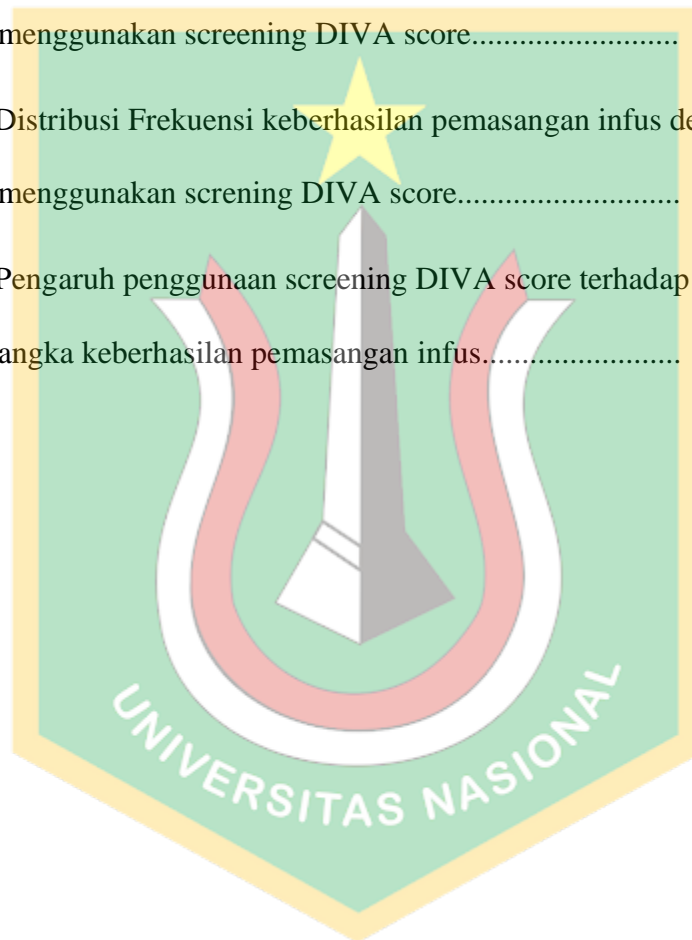 menggunakan screening DIVA score........................
Distribusi Frekuensi keberhasilan pemasangan infus de
menggunakan screning DIVA score.........................
Pengaruh penggunaan screening DIVA score terhadap
angka keberhasilan pemasangan infus......................
UNIVERSITAS NASIONAL